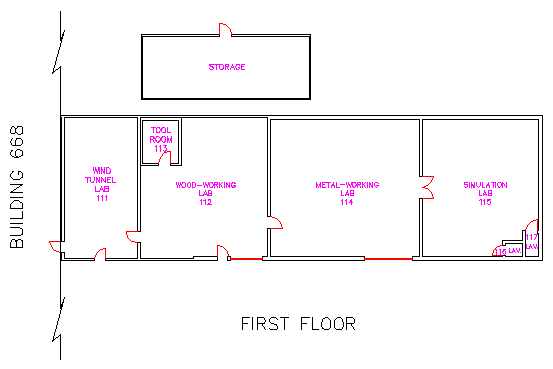 STORAGE
BUILDING 668
TOOL
ROOM
113
WIND
TUNNEL
LAB
111
WOOD-WORKING
LAB
112
METAL-WORKING
LAB
114
SIMULATION
LAB
115
117
LAV.
116 LAV.
FIRST FLOOR